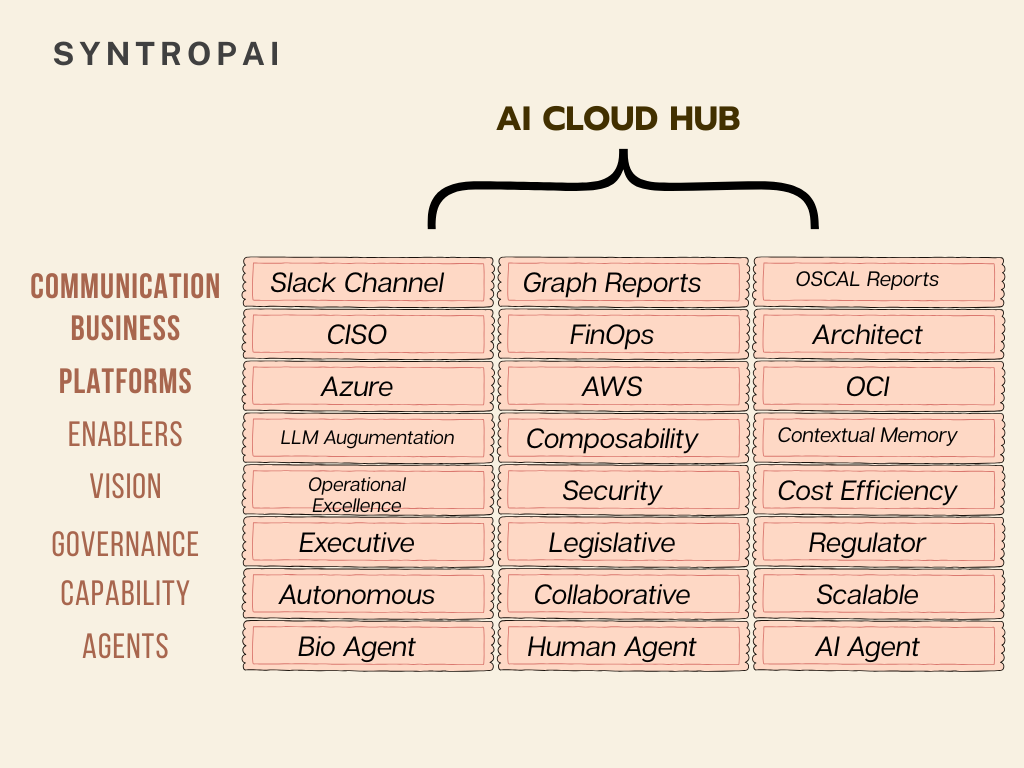 SYNTROPAI
AI CLOUD HUB
COMMUNICATION
Slack Channel
Graph Reports
OSCAL Reports
BUSINESS
CISO
FinOps
Architect
PLATFORMS
Azure
AWS
OCI
ENABLERS
LLM Augumentation
Composability
Contextual Memory
VISION
Operational
Excellence
Security
Cost Efficiency
GOVERNANCE
Executive
Legislative
Regulator
CAPABILITY
Autonomous
Collaborative
Scalable
AGENTS
Bio Agent
Human Agent
AI Agent